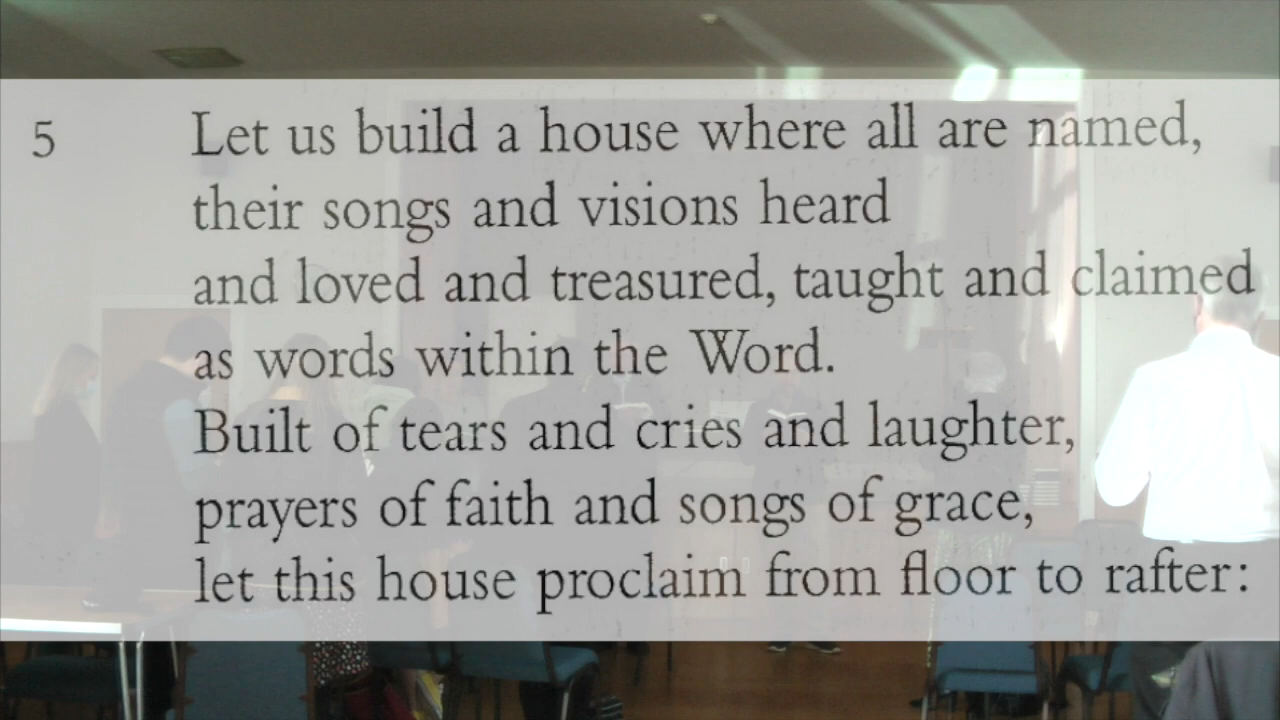 5 Let us build a house where all are named,
their songs and visions heard
and loved and treasured, taught and claimed
as words within the Word.
Built of tears and cries and laughter,
prayers of faith and songs of grace,
let this house proclaim from floor to rafter: